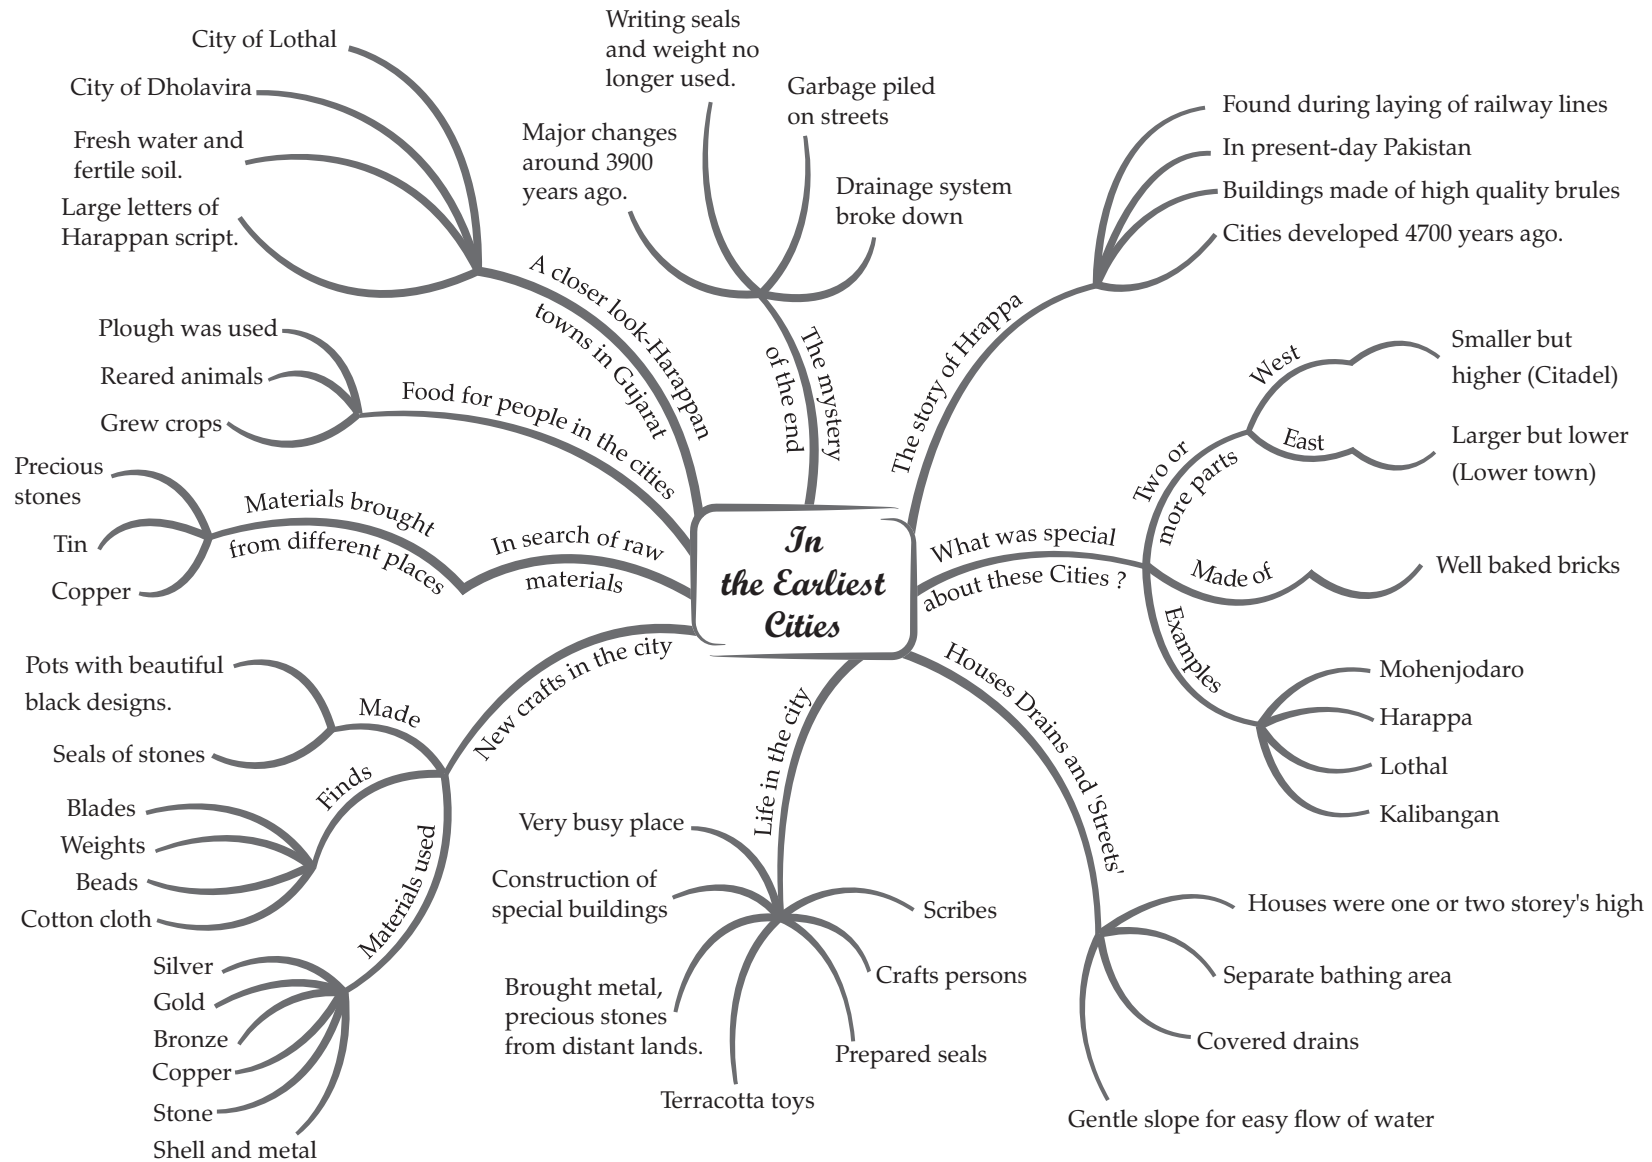 In
the Earliest
Cities
The story of Hrappa
Found during laying of railway lines
In present-day Pakistan
Buildings made of high quality brules
Cities developed 4700 years ago.
What was special
about these Cities ?
Two or
more parts
West
Smaller but
higher (Citadel)
East
Larger but lower
(Lower town)
Made of
Well baked bricks
Examples
Mohenjodaro
Harappa
Lothal
Kalibangan
Houses Drains and 'Streets'
Houses were one or two storey's high
Separate bathing area
Covered drains
Gentle slope for easy flow of water
Life in the city
Scribes
Crafts persons
Prepared seals
Terracotta toys
Brought metal,
precious stones
from distant lands.
Construction of
special buildings
Very busy place
New crafts in the city
Made
Pots with beautiful
black designs.
Seals of stones
Finds
Blades
Weights
Beads
Cotton cloth
Materials used
Silver
Gold
Bronze
Copper
Stone
Shell and metal
In search of raw
materials
Materials brought
from different places
Precious
stones
Tin
Copper
Food for people in the cities
Plough was used
Reared animals
Grew crops
A closer look-Harappan
towns in Gujarat
City of Lothal
City of Dholavira
Fresh water and
fertile soil.
Large letters of
Harappan script.
The mystery
of the end
Major changes
around 3900
years ago.
Writing seals
and weight no
longer used.
Garbage piled
on streets
Drainage system
broke down